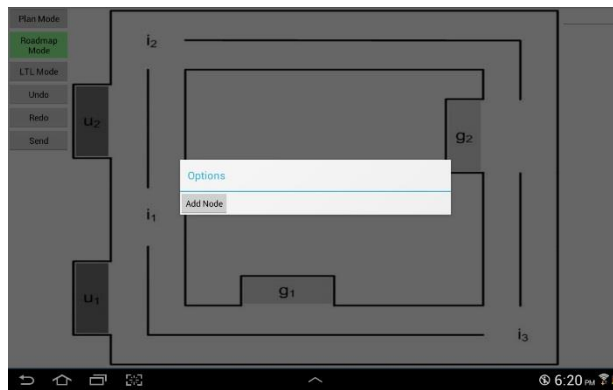 Plan Mode
Roadmap
Mode
LTL Mode
Undo
Redo
Send
i2
u2
g2
Options
Add Node
i1
u1
g1
i3
6:20 PM